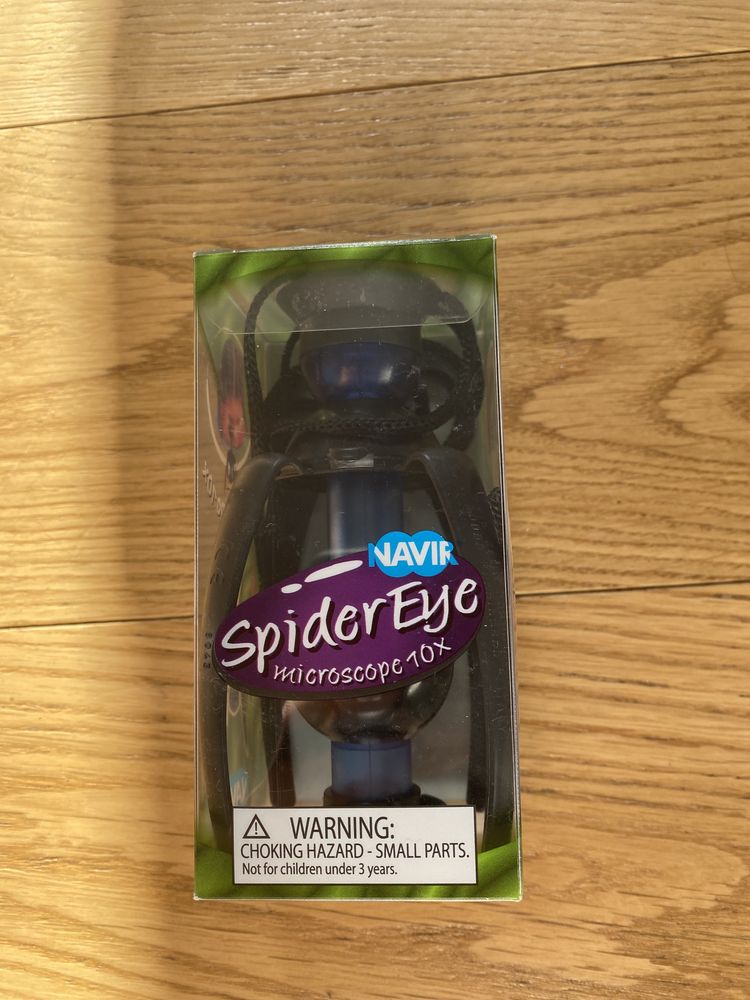 NAVIR
SpiderEye
microscope 10x
WARNING:
CHOKING HAZARD - SMALL PARTS.
Not for children under 3 years.